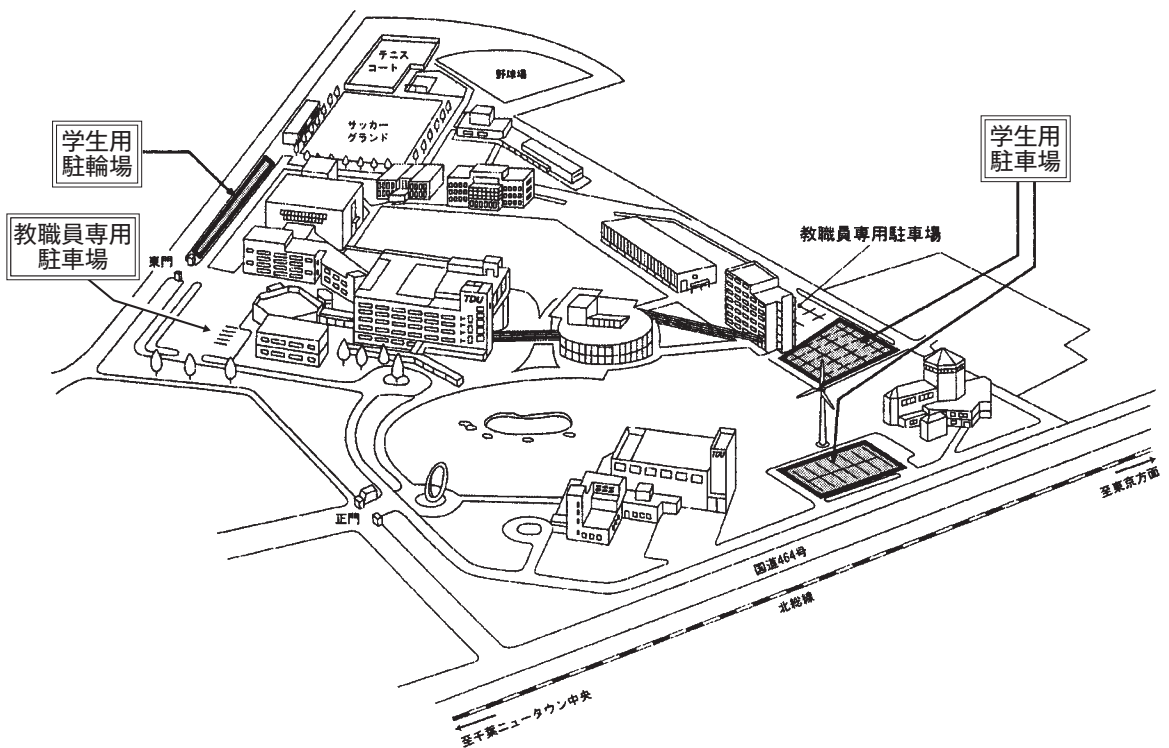 テニス
コート
野球場
サッカー
グランド
学生用
駐輪場
学生用
駐車場
教職員専用
駐車場
東門
教職員専用駐車場
TDU
TDU
正門
至東京方面
国道464号
北総線
至千葉ニュータウン中央